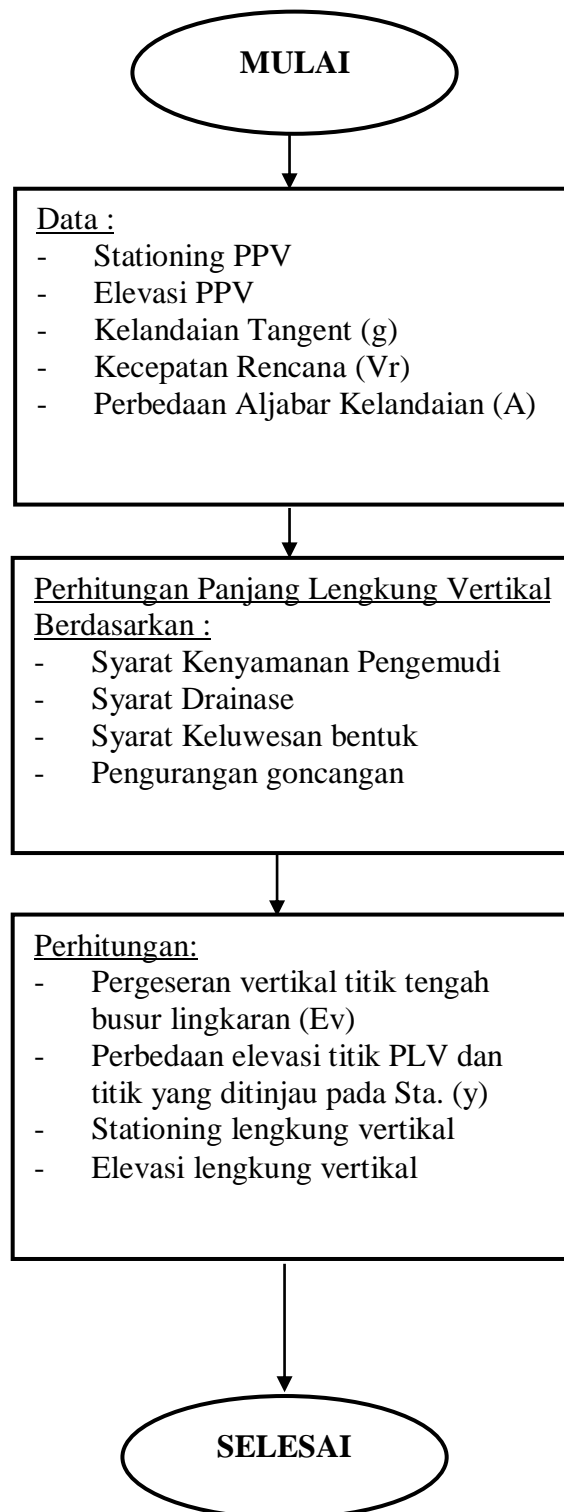 MULAI
Data :
- Stationing PPV
- Elevasi PPV
- Kelandaian Tangent (g)
- Kecepatan Rencana (Vr)
- Perbedaan Aljabar Kelandaian (A)
Perhitungan Panjang Lengkung Vertikal
Berdasarkan :
- Syarat Kenyamanan Pengemudi
- Syarat Drainase
- Syarat Keluwesan bentuk
- Pengurangan goncangan
Perhitungan:
- Pergeseran vertikal titik tengah
busur lingkaran (Ev)
- Perbedaan elevasi titik PLV dan
titik yang ditinjau pada Sta. (y)
- Stationing lengkung vertikal
- Elevasi lengkung vertikal
SELESAI